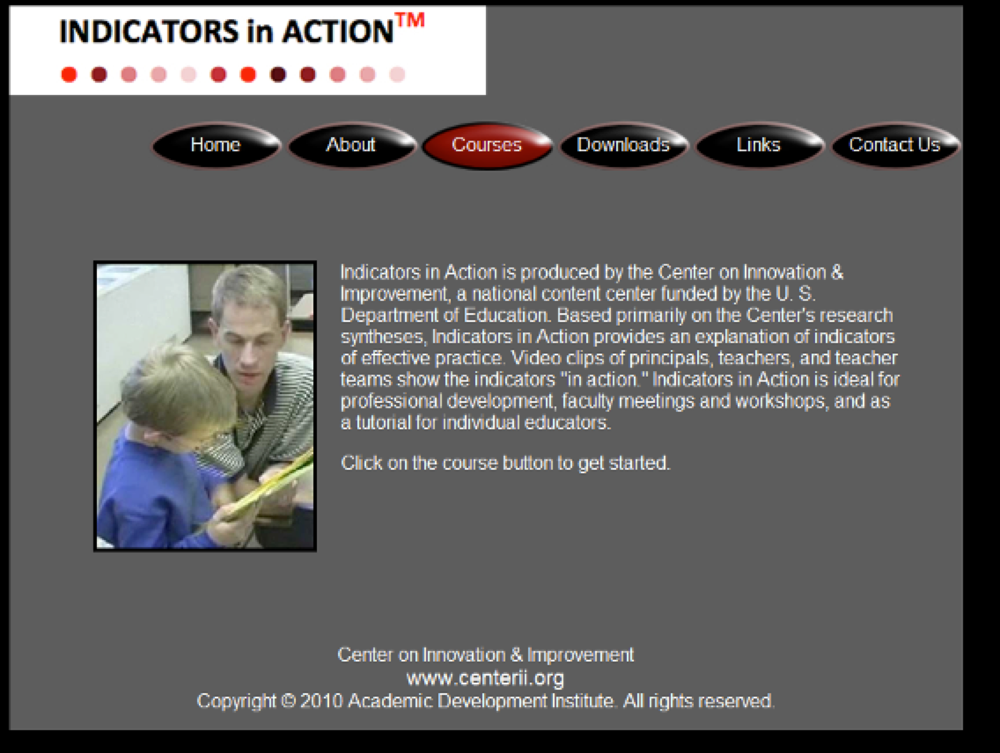 INDICATORS in ACTION™
Home About Courses Downloads Links Contact Us
Indicators in Action is produced by the Center on Innovation &
Improvement, a national content center funded by the U. S.
Department of Education. Based primarily on the Center's research
syntheses, Indicators in Action provides an explanation of indicators
of effective practice. Video clips of principals, teachers, and teacher
teams show the indicators "in action." Indicators in Action is ideal for
professional development, faculty meetings and workshops, and as
a tutorial for individual educators.
Click on the course button to get started.
Center on Innovation & Improvement
www.centerii.org
Copyright © 2010 Academic Development Institute. All rights reserved.